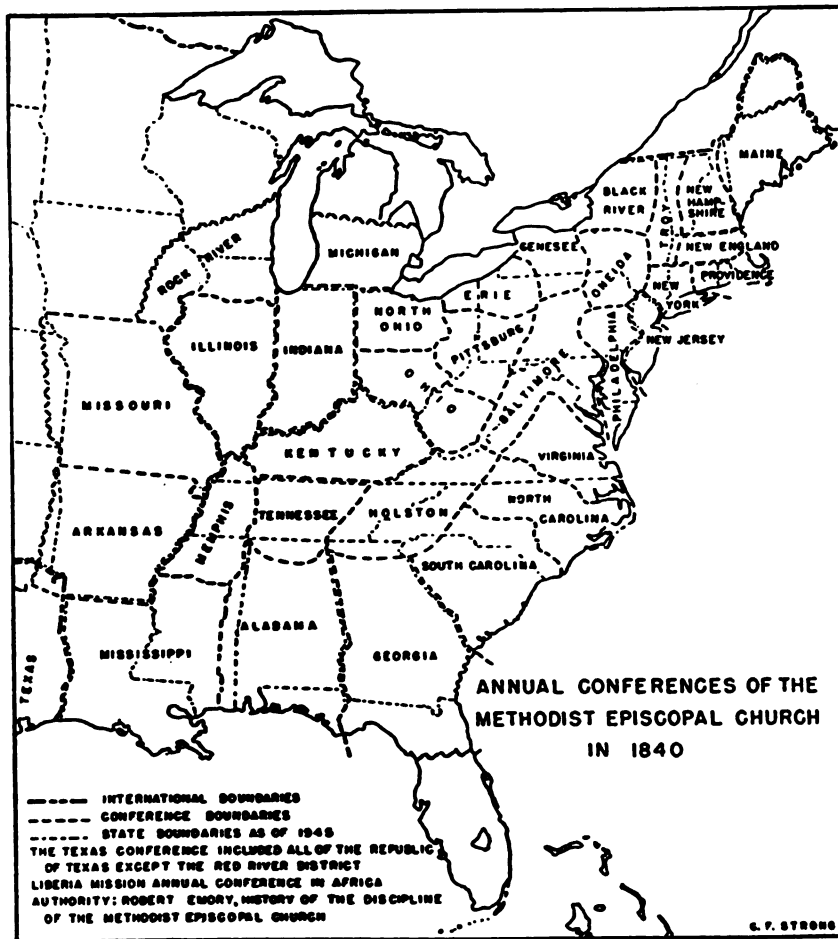 MAINE
BLACK
RIVER
NEW
HAMP-
SHIRE
TROY
NEW ENGLAND
PROVIDENCE
NEW
YORK
GENESEE
ONEIDA
MICHIGAN
ROCK RIVER
ERIE
NORTH
OHIO
PITTSBURG
NEW JERSEY
PHILADELPHIA
BALTIMORE
ILLINOIS
INDIANA
OHIO
MISSOURI
KENTUCKY
VIRGINIA
NORTH
CAROLINA
ARKANSAS
MEMPHIS
TENNESSEE
HOLSTON
SOUTH CAROLINA
TEXAS
MISSISSIPPI
ALABAMA
GEORGIA
ANNUAL CONFERENCES OF THE
METHODIST EPISCOPAL CHURCH
IN 1840
INTERNATIONAL BOUNDARIES
CONFERENCE BOUNDARIES
STATE BOUNDARIES AS OF 1945
THE TEXAS CONFERENCE INCLUDED ALL OF THE REPUBLIC
OF TEXAS EXCEPT THE RED RIVER DISTRICT
LIBERIA MISSION ANNUAL CONFERENCE IN AFRICA
AUTHORITY: ROBERT EMORY, HISTORY OF THE DISCIPLINE
OF THE METHODIST EPISCOPAL CHURCH
G. F. STRONG